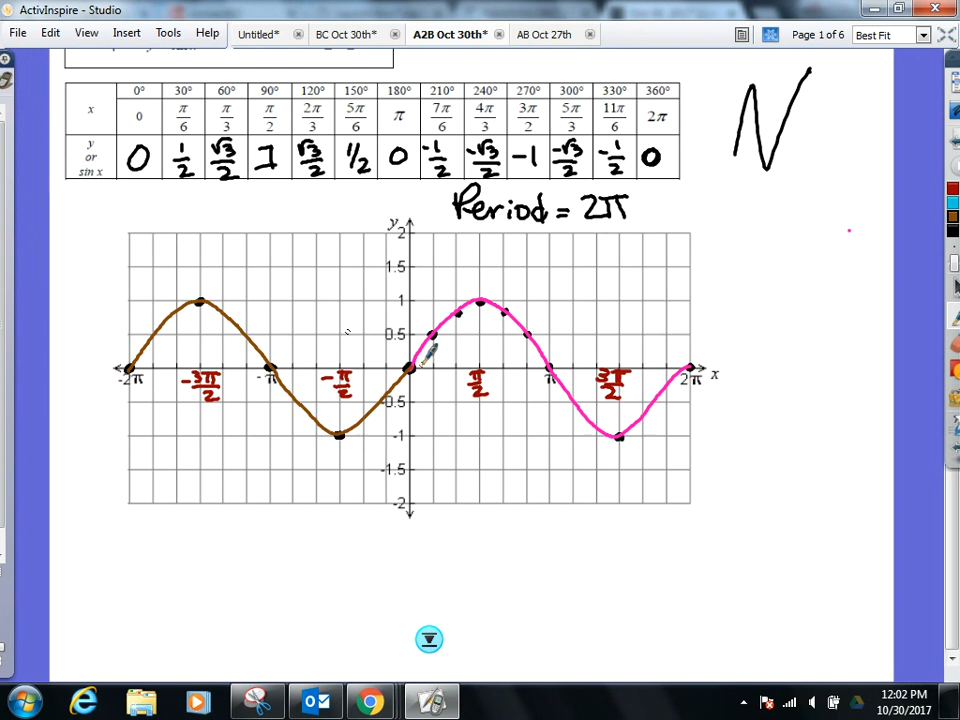 ActivInspire - Studio
File Edit View Insert Tools Help Untitled* BC Oct 30th* A2B Oct 30th* AB Oct 27th Page 1 of 6 Best Fit
x 0° 30° 60° 90° 120° 150° 180° 210° 240° 270° 300° 330° 360°
0 π/6 π/3 π/2 2π/3 5π/6 π 7π/6 4π/3 3π/2 5π/3 11π/6 2π
y or sin x 0 1/2 √3/2 1 √3/2 1/2 0 -1/2 -√3/2 -1 -√3/2 -1/2 0
Period = 2π
y
2
1.5
1
0.5
-2π -3π/2 -π -π/2 π/2 π 3π/2 2π x
-0.5
-1
-1.5
-2
12:02 PM
10/30/2017